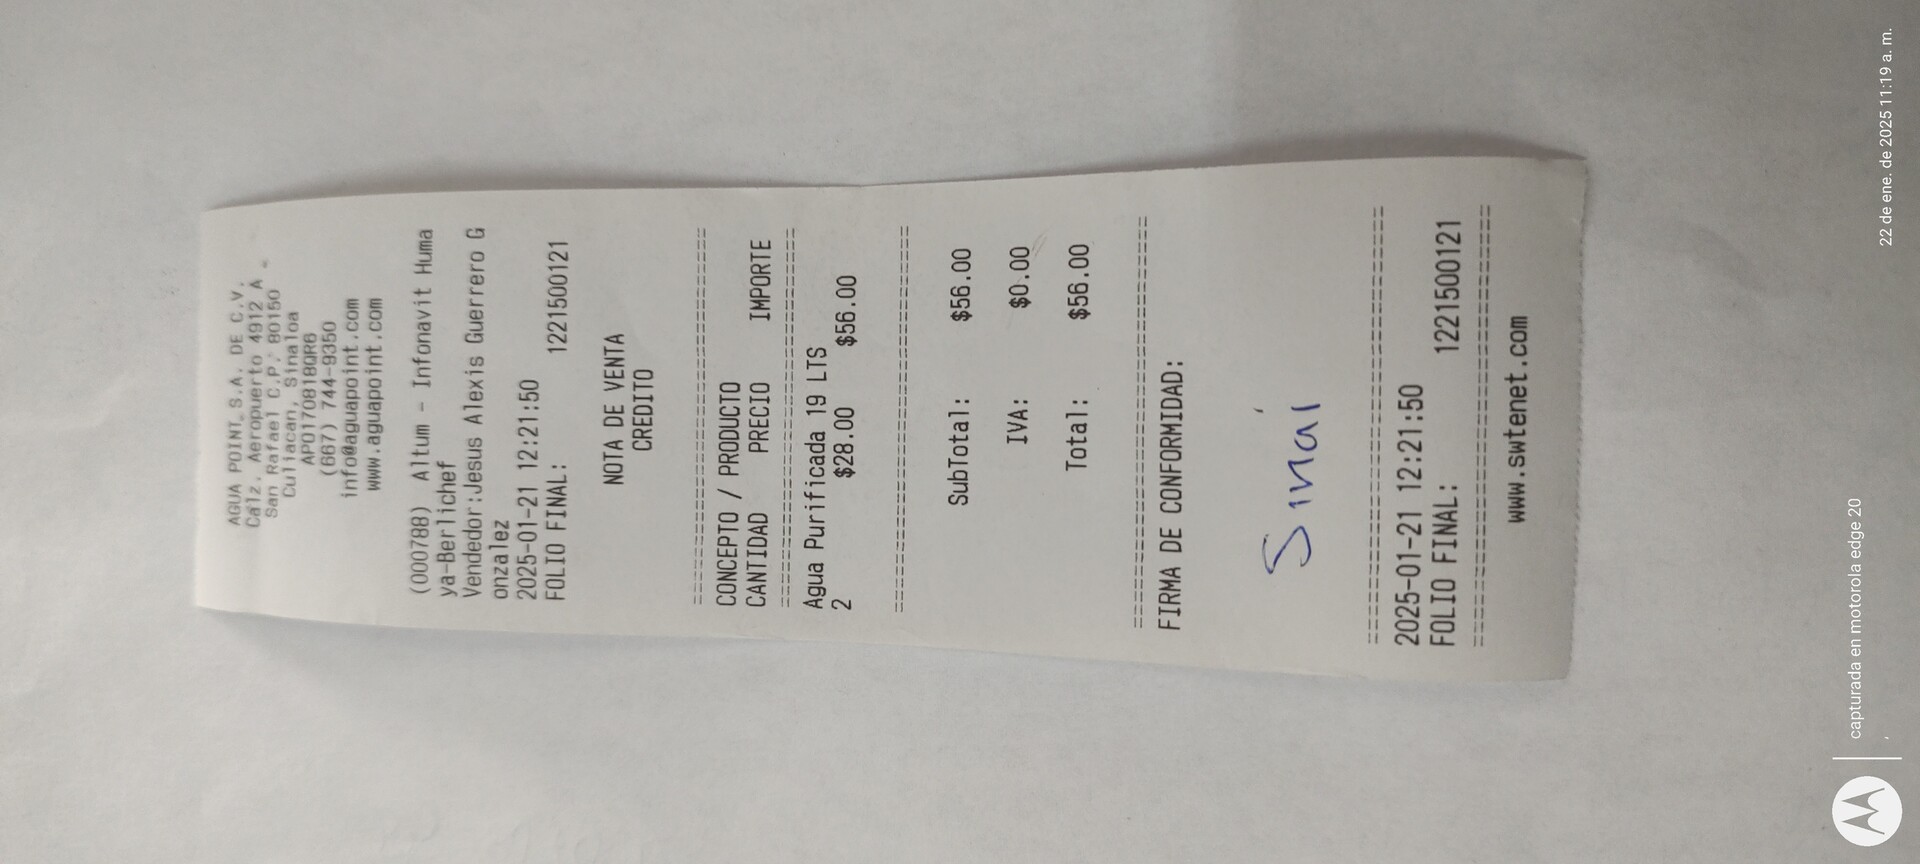 AGUA POINT, S.A. DE C.V.
Calz. Aeropuerto 4912 A
San Rafael C.P. 80150
Culiacan, Sinaloa
APO170818QR6
(667) 744-9350
info@aguapoint.com
www.aguapoint.com
(000788) Altum - Infonavit Huma
ya-Berlichef
Vendedor:Jesus Alexis Guerrero G
onzalez
2025-01-21 12:21:50
FOLIO FINAL: 1221500121
NOTA DE VENTA
CREDITO
================================
CONCEPTO / PRODUCTO
CANTIDAD PRECIO IMPORTE
================================
Agua Purificada 19 LTS
2 $28.00 $56.00
================================
SubTotal: $56.00
IVA: $0.00
Total: $56.00
================================
FIRMA DE CONFORMIDAD:
Sinai
================================
2025-01-21 12:21:50
FOLIO FINAL: 1221500121
================================
www.swtenet.com
capturada en motorola edge 20
22 de ene. de 2025 11:19 a. m.